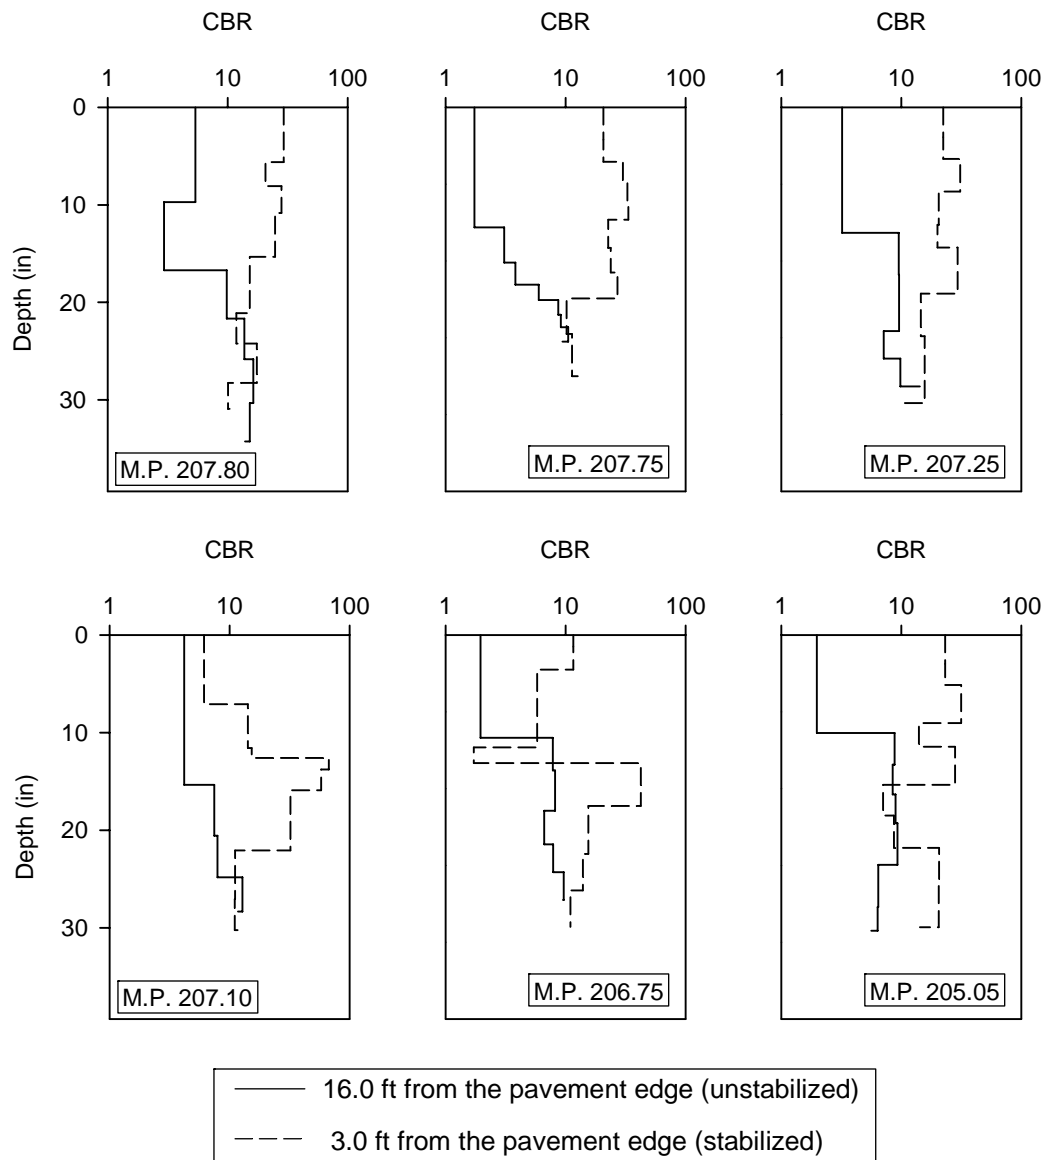 CBR CBR CBR
1 10 100 1 10 100 1 10 100
0
10
20
30
Depth (in)
M.P. 207.80 M.P. 207.75 M.P. 207.25
CBR CBR CBR
1 10 100 1 10 100 1 10 100
0
10
20
30
Depth (in)
M.P. 207.10 M.P. 206.75 M.P. 205.05
16.0 ft from the pavement edge (unstabilized)
3.0 ft from the pavement edge (stabilized)